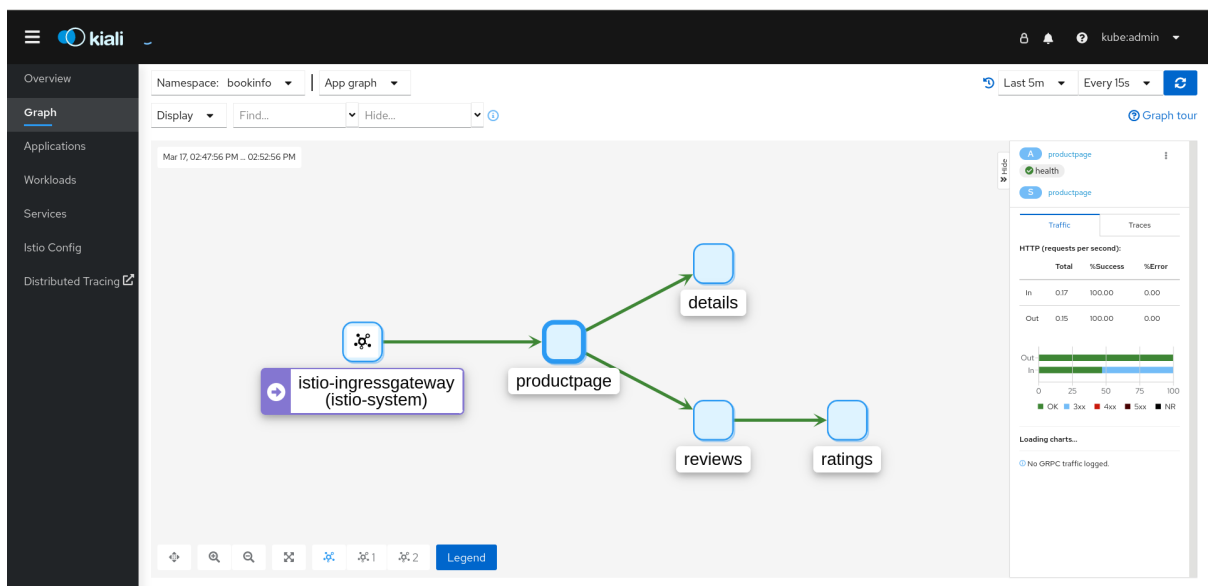 kiali
kube:admin
Overview
Graph
Applications
Workloads
Services
Istio Config
Distributed Tracing
Namespace: bookinfo
App graph
Last 5m
Every 15s
Display
Find...
Hide...
Graph tour
Mar 17, 02:47:56 PM ... 02:52:56 PM
istio-ingressgateway
(istio-system)
productpage
details
reviews
ratings
1
2
Legend
Hide
A productpage
health
S productpage
Traffic Traces
HTTP (requests per second):
Total %Success %Error
In 0.17 100.00 0.00
Out 0.15 100.00 0.00
Out
In
0 25 50 75 100
OK 3xx 4xx 5xx NR
Loading charts...
No GRPC traffic logged.